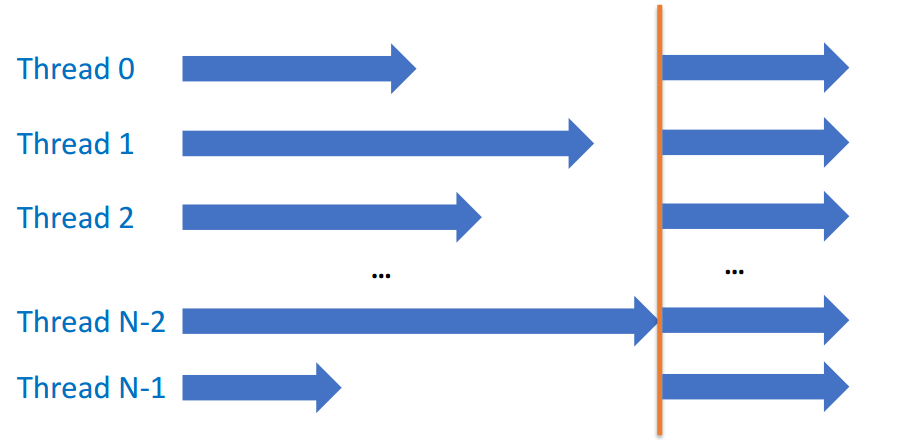 Thread 0
Thread 1
Thread 2
... ...
Thread N-2
Thread N-1